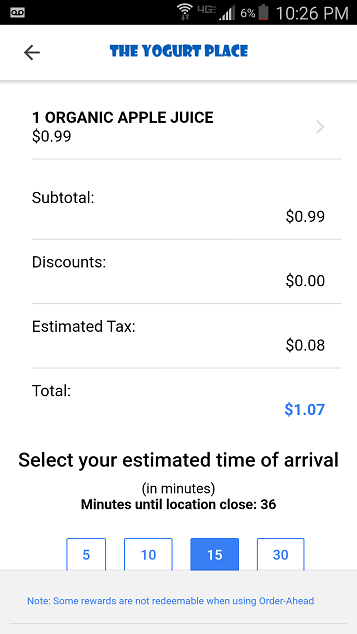 4G 6% 10:26 PM
THE YOGURT PLACE
1 ORGANIC APPLE JUICE
$0.99
Subtotal:
$0.99
Discounts:
$0.00
Estimated Tax:
$0.08
Total:
$1.07
Select your estimated time of arrival
(in minutes)
Minutes until location close: 36
5 10 15 30
Note: Some rewards are not redeemable when using Order-Ahead